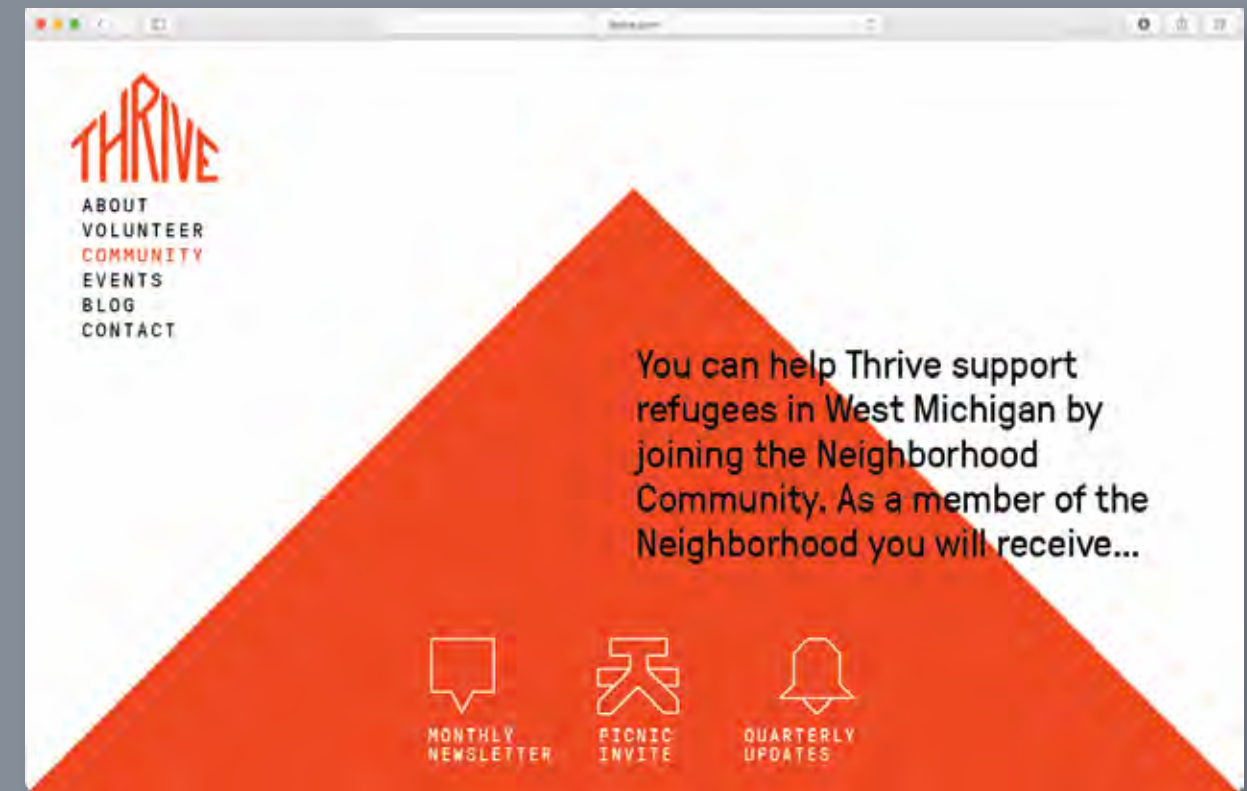 THRIVE
ABOUT
VOLUNTEER
COMMUNITY
EVENTS
BLOG
CONTACT
You can help Thrive support
refugees in West Michigan by
joining the Neighborhood
Community. As a member of the
Neighborhood you will receive...
MONTHLY
NEWSLETTER
PICNIC
INVITE
QUARTERLY
UPDATES